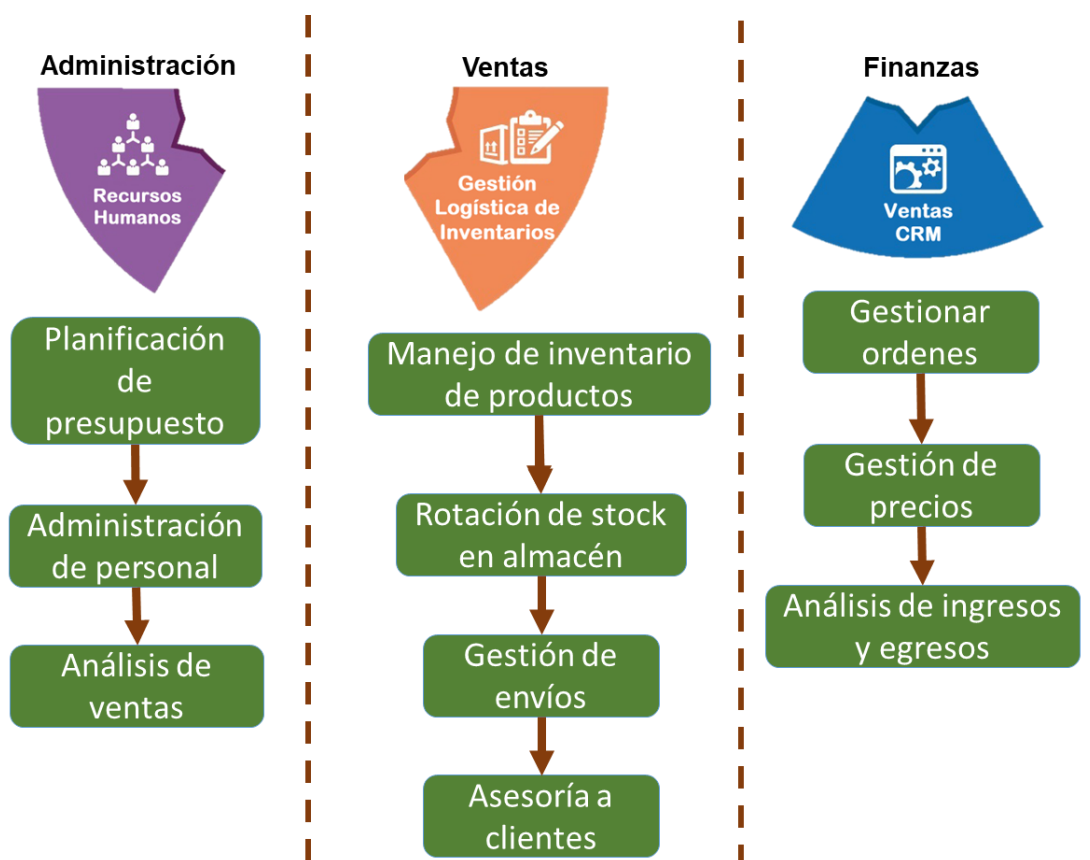 Administración
Recursos
Humanos
Planificación
de
presupuesto
Administración
de personal
Análisis de
ventas
Ventas
Gestión
Logística de
Inventarios
Manejo de inventario
de productos
Rotación de stock
en almacén
Gestión de
envíos
Asesoría a
clientes
Finanzas
Ventas
CRM
Gestionar
ordenes
Gestión de
precios
Análisis de ingresos
y egresos